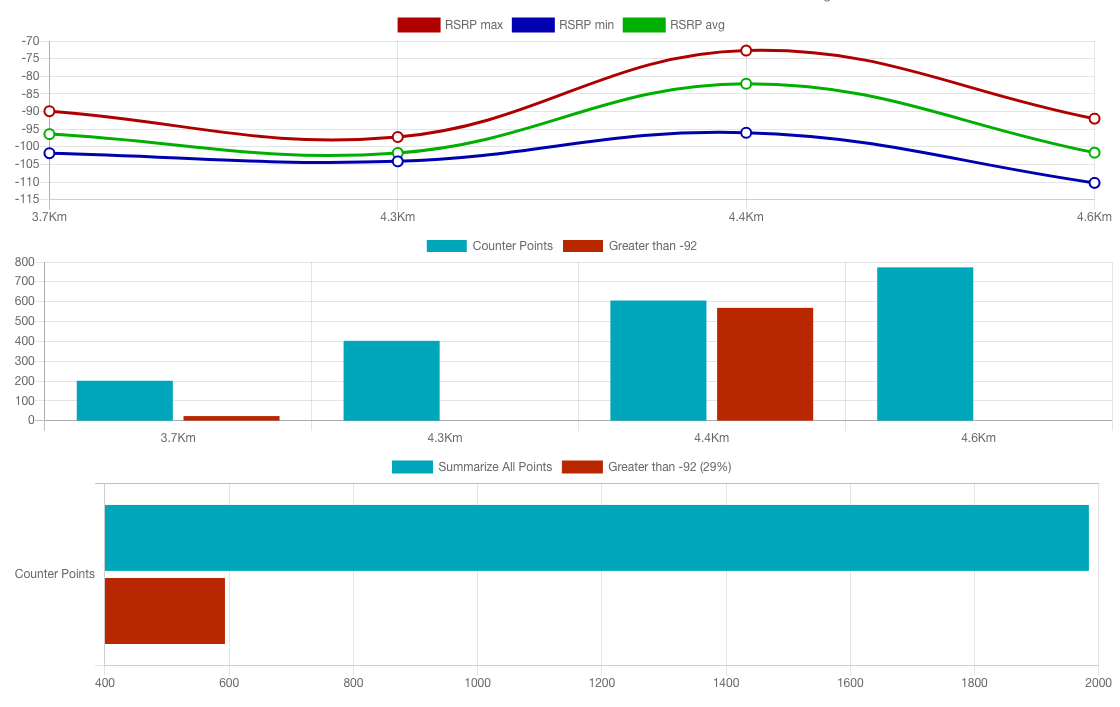 RSRP max RSRP min RSRP avg
-70
-75
-80
-85
-90
-95
-100
-105
-110
-115
3.7Km 4.3Km 4.4Km 4.6Km
Counter Points Greater than -92
800
700
600
500
400
300
200
100
0
3.7Km 4.3Km 4.4Km 4.6Km
Summarize All Points Greater than -92 (29%)
Counter Points
400 600 800 1000 1200 1400 1600 1800 2000